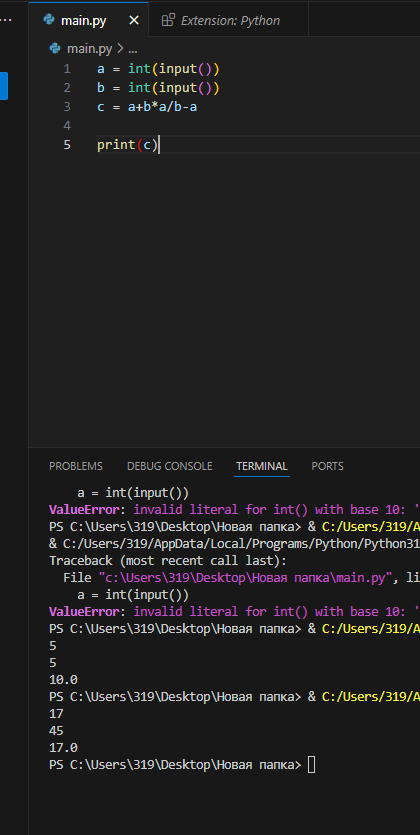 ... main.py × Extension: Python
main.py > ...
1 a = int(input())
2 b = int(input())
3 c = a+b*a/b-a
4
5 print(c)
PROBLEMS DEBUG CONSOLE TERMINAL PORTS
a = int(input())
ValueError: invalid literal for int() with base 10: '
PS C:\Users\319\Desktop\Новая папка> & C:/Users/319/A
& C:/Users/319/AppData/Local/Programs/Python/Python31
Traceback (most recent call last):
File "c:\Users\319\Desktop\Новая папка\main.py", li
a = int(input())
ValueError: invalid literal for int() with base 10: '
PS C:\Users\319\Desktop\Новая папка> & C:/Users/319/A
5
5
10.0
PS C:\Users\319\Desktop\Новая папка> & C:/Users/319/A
17
45
17.0
PS C:\Users\319\Desktop\Новая папка>